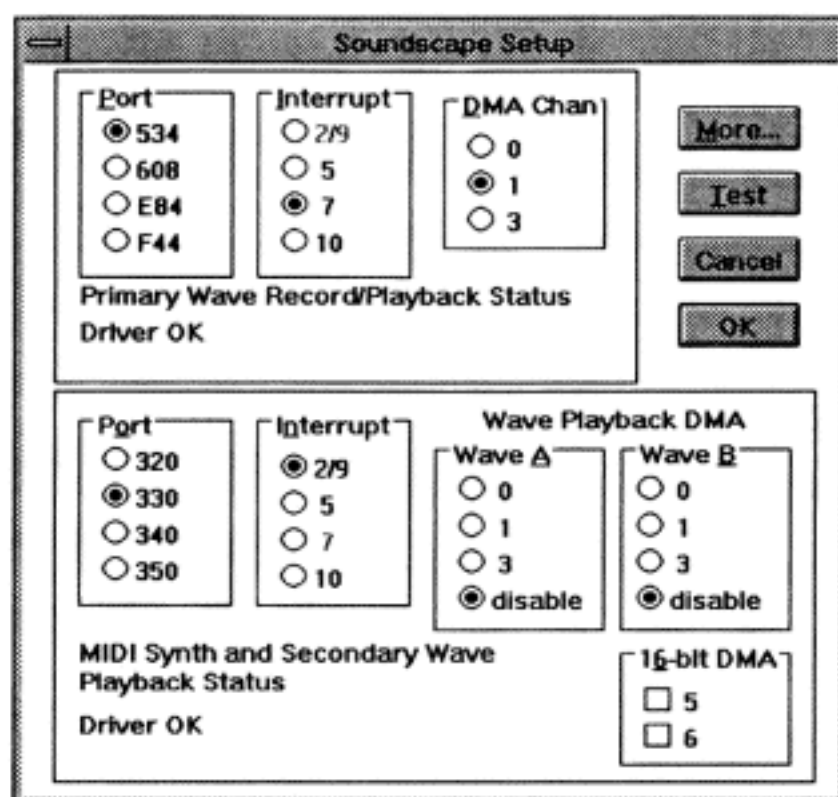 Soundscape Setup
Port
534
608
E84
F44
Interrupt
2/9
5
7
10
DMA Chan
0
1
3
More...
Test
Cancel
OK
Primary Wave Record/Playback Status
Driver OK
Port
320
330
340
350
Interrupt
2/9
5
7
10
Wave Playback DMA
Wave A
0
1
3
disable
Wave B
0
1
3
disable
MIDI Synth and Secondary Wave
Playback Status
Driver OK
16-bit DMA
5
6